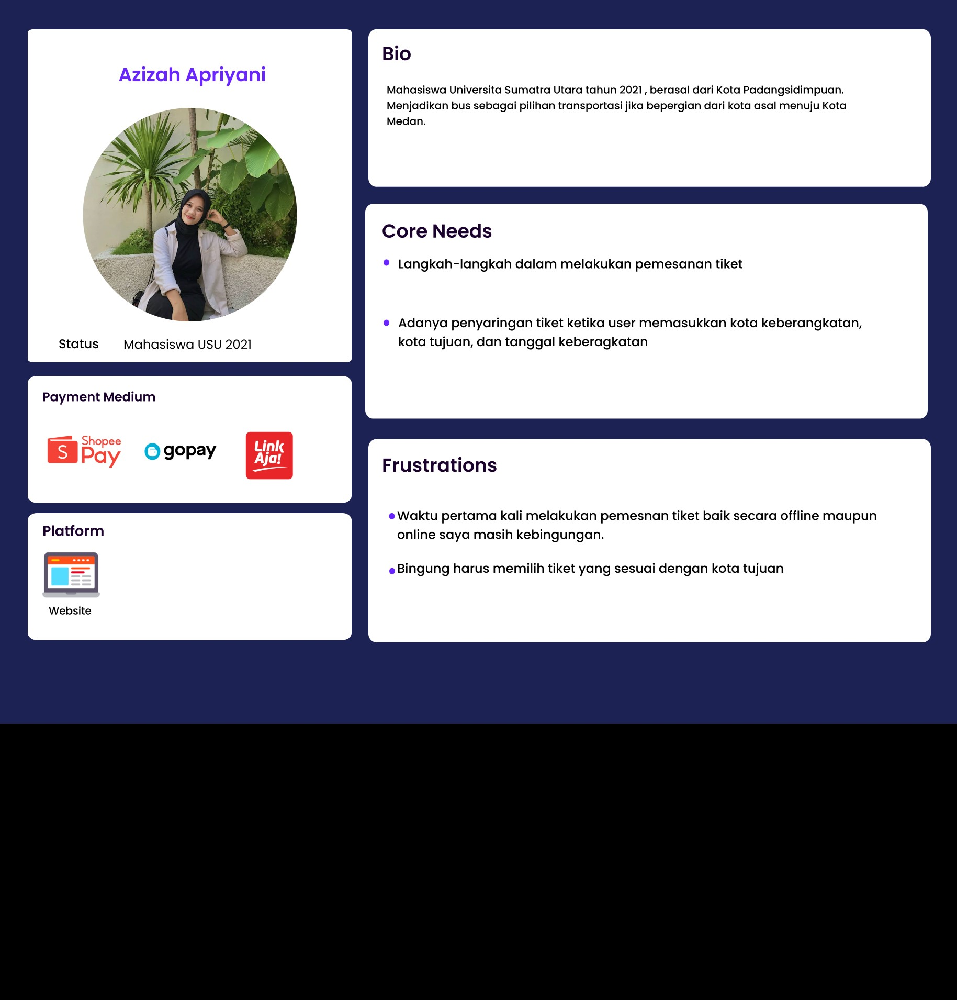 Azizah Apriyani
Status Mahasiswa USU 2021
Payment Medium
S Shopee
Pay
gopay
Link
Aja!
Platform
Website
Bio
Mahasiswa Universita Sumatra Utara tahun 2021 , berasal dari Kota Padangsidimpuan.
Menjadikan bus sebagai pilihan transportasi jika bepergian dari kota asal menuju Kota
Medan.
Core Needs
Langkah-langkah dalam melakukan pemesanan tiket
Adanya penyaringan tiket ketika user memasukkan kota keberangkatan,
kota tujuan, dan tanggal keberagkatan
Frustrations
Waktu pertama kali melakukan pemesnan tiket baik secara offline maupun
online saya masih kebingungan.
Bingung harus memilih tiket yang sesuai dengan kota tujuan